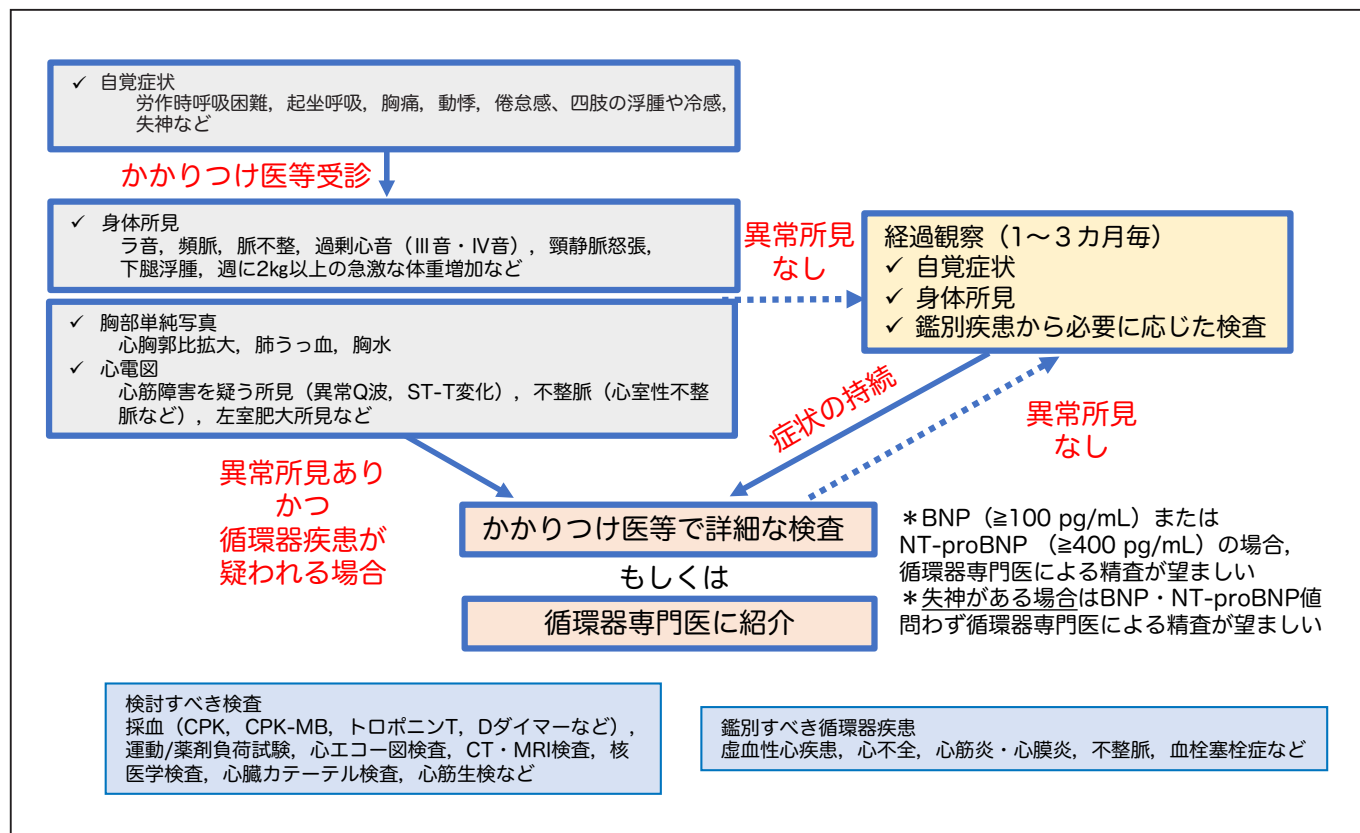 ✓ 自覚症状
労作時呼吸困難，起坐呼吸，胸痛，動悸，倦怠感、四肢の浮腫や冷感，
失神など
かかりつけ医等受診
✓ 身体所見
ラ音，頻脈，脈不整，過剰心音（Ⅲ音・Ⅳ音），頸静脈怒張，
下腿浮腫，週に2kg以上の急激な体重増加など
✓ 胸部単純写真
心胸郭比拡大，肺うっ血，胸水
✓ 心電図
心筋障害を疑う所見（異常Q波，ST-T変化），不整脈（心室性不整
脈など），左室肥大所見など
異常所見
なし
経過観察（1〜３カ月毎）
✓ 自覚症状
✓ 身体所見
✓ 鑑別疾患から必要に応じた検査
症状の持続
異常所見
なし
異常所見あり
かつ
循環器疾患が
疑われる場合
かかりつけ医等で詳細な検査
もしくは
循環器専門医に紹介
＊BNP（≧100 pg/mL）または
NT-proBNP （≧400 pg/mL）の場合，
循環器専門医による精査が望ましい
＊失神がある場合はBNP・NT-proBNP値
問わず循環器専門医による精査が望ましい
検討すべき検査
採血（CPK，CPK-MB，トロポニンT，Dダイマーなど），
運動/薬剤負荷試験，心エコー図検査，CT・MRI検査，核
医学検査，心臓カテーテル検査，心筋生検など
鑑別すべき循環器疾患
虚血性心疾患，心不全，心筋炎・心膜炎，不整脈，血栓塞栓症など